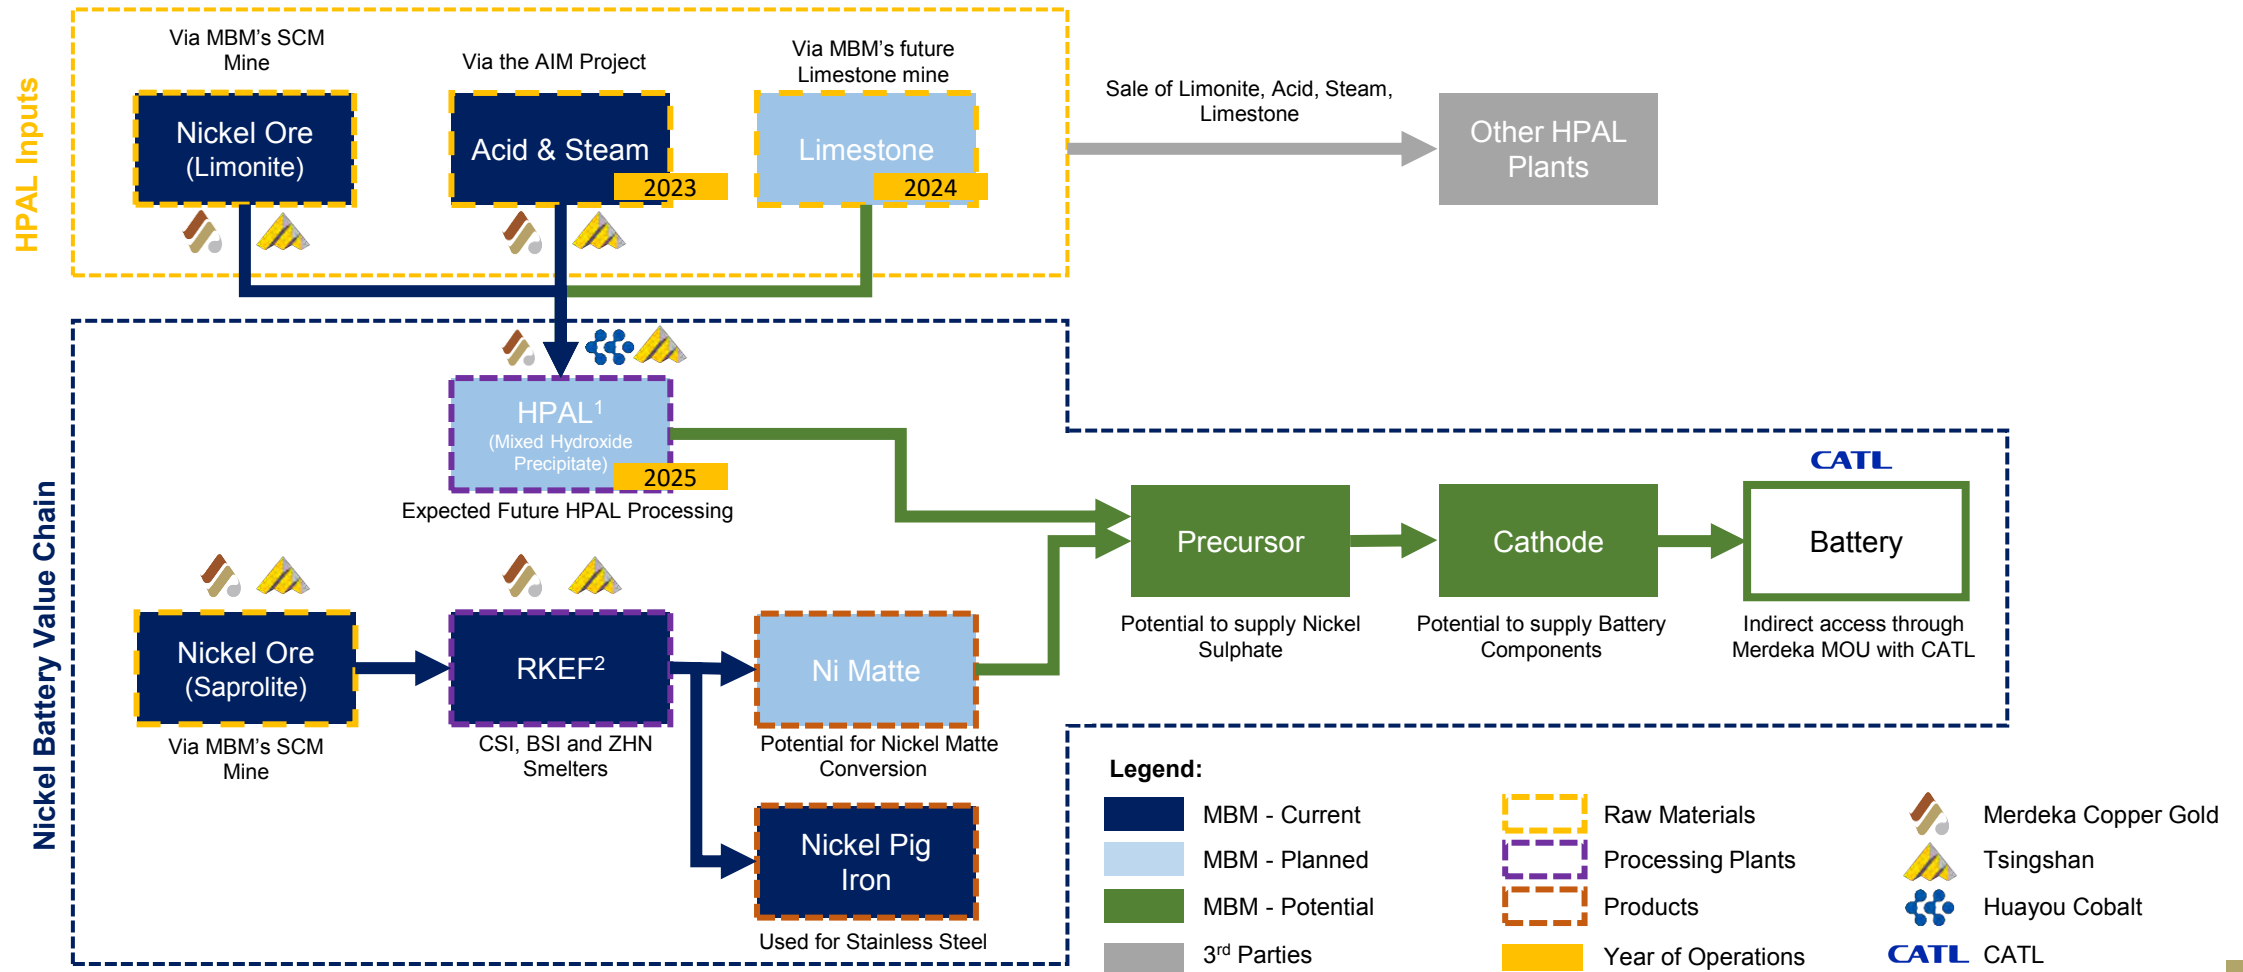 HPAL Inputs
Via MBM's SCM
Mine
Nickel Ore
(Limonite)
Via the AIM Project
Acid & Steam
2023
Via MBM's future
Limestone mine
Limestone
2024
Sale of Limonite, Acid, Steam,
Limestone
Other HPAL
Plants
Nickel Battery Value Chain
HPAL¹
(Mixed Hydroxide
Precipitate)
2025
Expected Future HPAL Processing
Nickel Ore
(Saprolite)
Via MBM's SCM
Mine
RKEF²
CSI, BSI and ZHN
Smelters
Ni Matte
Potential for Nickel Matte
Conversion
Nickel Pig
Iron
Used for Stainless Steel
Precursor
Potential to supply Nickel
Sulphate
Cathode
Potential to supply Battery
Components
CATL
Battery
Indirect access through
Merdeka MOU with CATL
Legend:
MBM - Current
MBM - Planned
MBM - Potential
3rd Parties
Raw Materials
Processing Plants
Products
Year of Operations
Merdeka Copper Gold
Tsingshan
Huayou Cobalt
CATL CATL